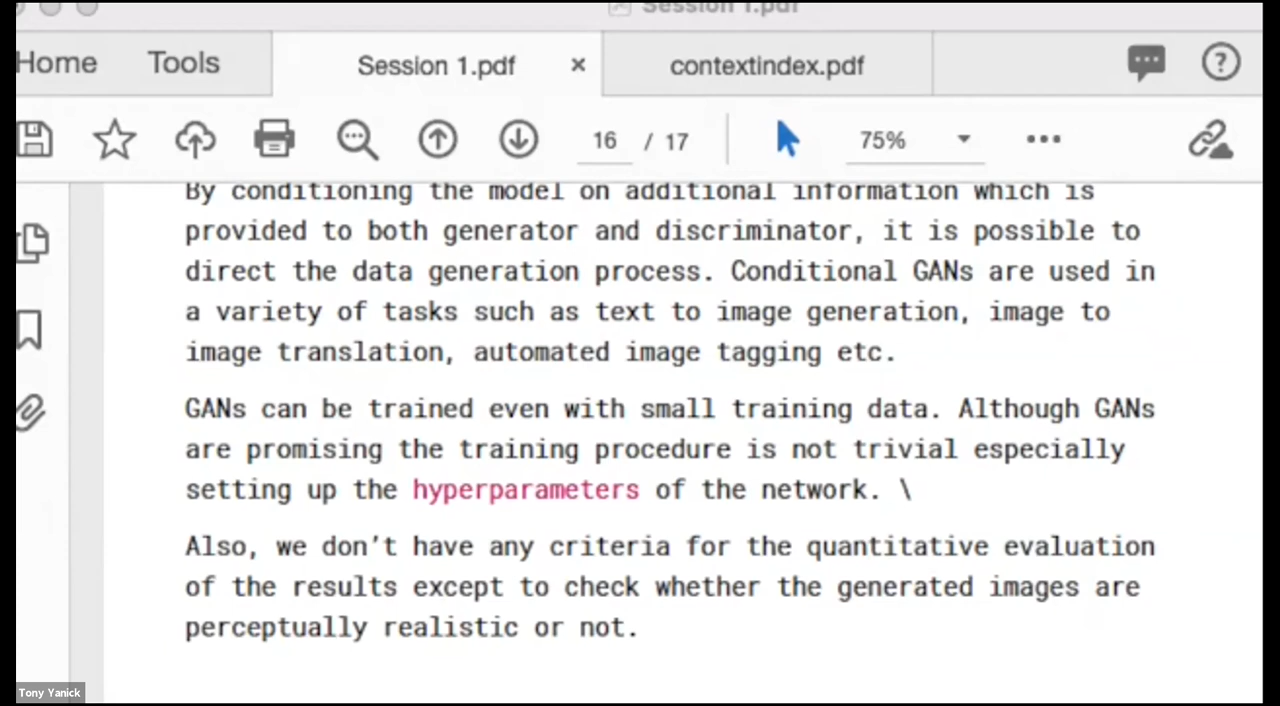 Session 1.pdf
Home Tools Session 1.pdf × contextindex.pdf
16 / 17 75%
By conditioning the model on additional information which is
provided to both generator and discriminator, it is possible to
direct the data generation process. Conditional GANs are used in
a variety of tasks such as text to image generation, image to
image translation, automated image tagging etc.
GANs can be trained even with small training data. Although GANs
are promising the training procedure is not trivial especially
setting up the hyperparameters of the network. \
Also, we don’t have any criteria for the quantitative evaluation
of the results except to check whether the generated images are
perceptually realistic or not.
Tony Yanick